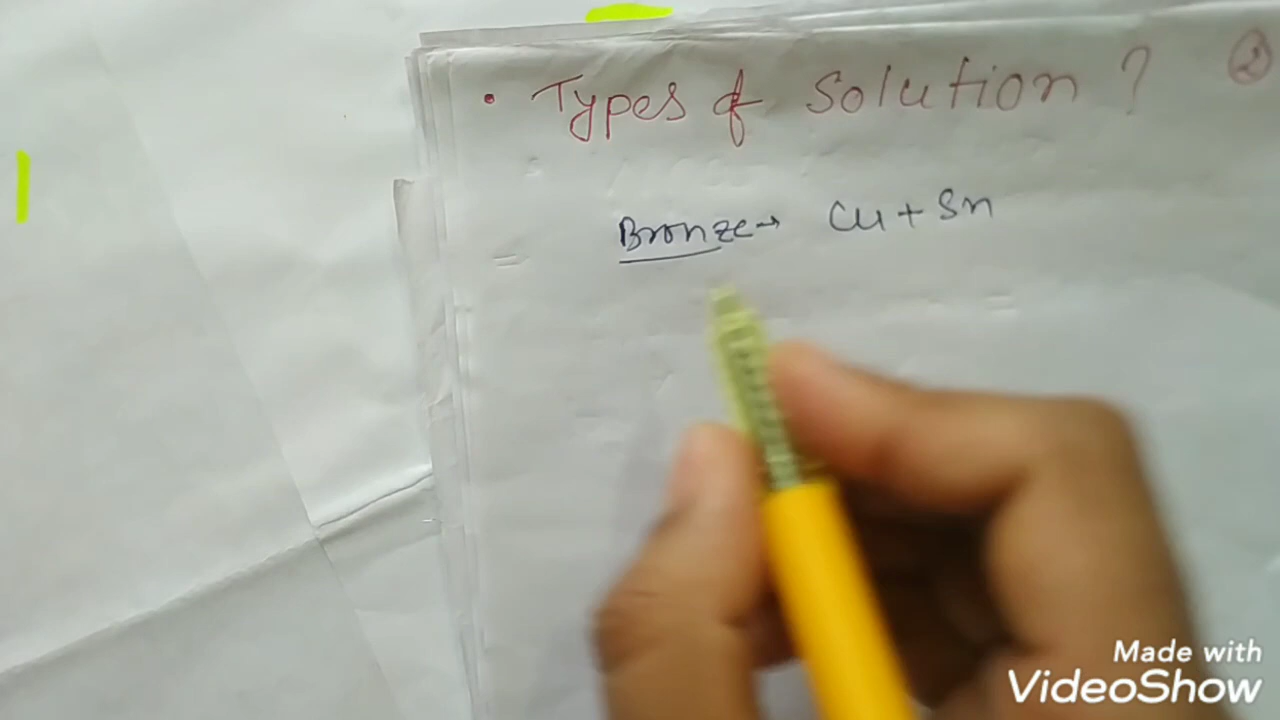 • Types of Solution ? ②
Bronze → Cu + Sn
Made with
VideoShow